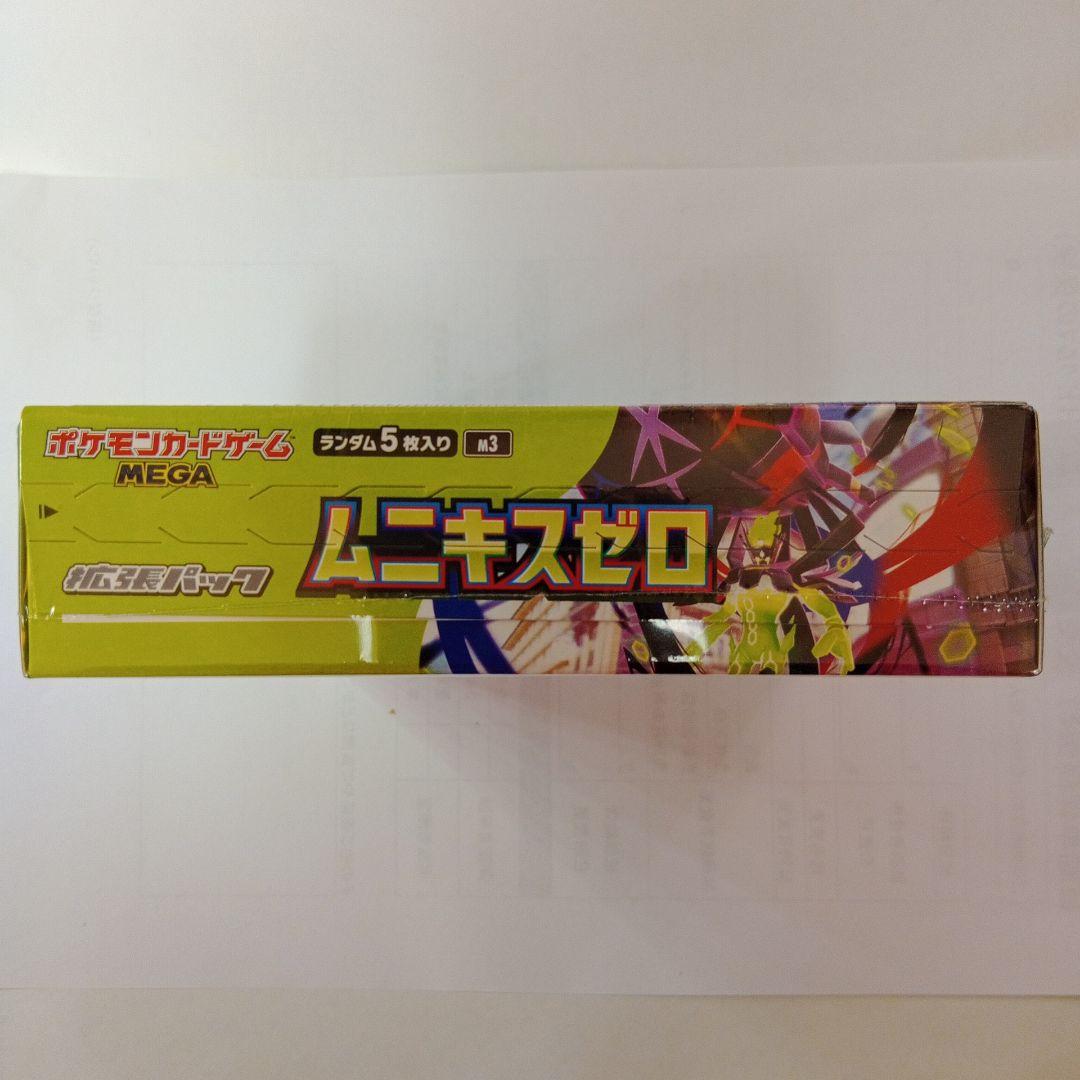 ポケモンカードゲーム
MEGA
ランダム5枚入り M3
ムニキスゼロ
拡張パック